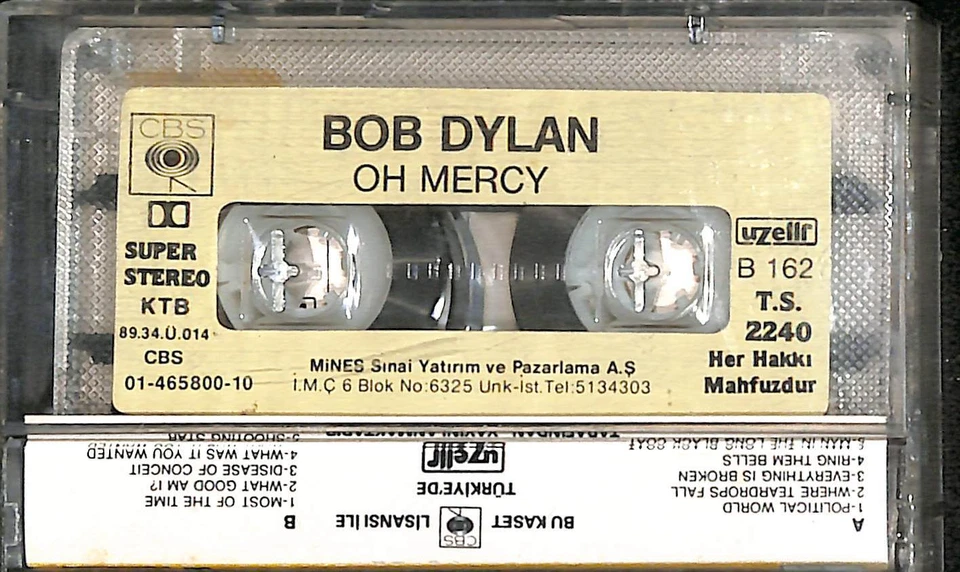 CBS
BOB DYLAN
OH MERCY
SUPER
STEREO
KTB
89.34.Ü.014
CBS
01-465800-10
uzelli
B 162
T.S.
2240
Her Hakkı
Mahfuzdur
MiNES Sınai Yatırım ve Pazarlama A.Ş
İ.M.Ç 6 Blok No:6325 Unk-İst.Tel:5134303
A
1-POLITICAL WORLD
2-WHERE TEARDROPS FALL
3-EVERYTHING IS BROKEN
4-RING THEM BELLS
5-MAN IN THE LONG BLACK COAT
BU KASET CBS LİSANSI İLE
TÜRKİYE'DE
uzelli
TARAFINDAN YAYINLANMAKTADIR
B
1-MOST OF THE TIME
2-WHAT GOOD AM I?
3-DISEASE OF CONCEIT
4-WHAT WAS IT YOU WANTED
5-SHOOTING STAR